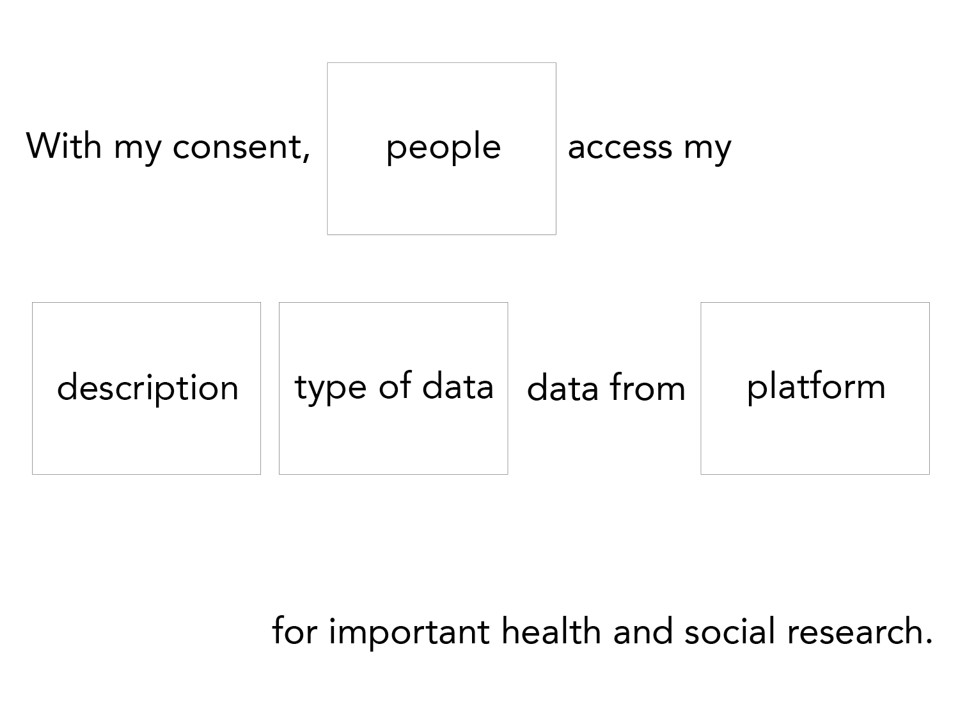 With my consent, people access my
description type of data data from platform
for important health and social research.